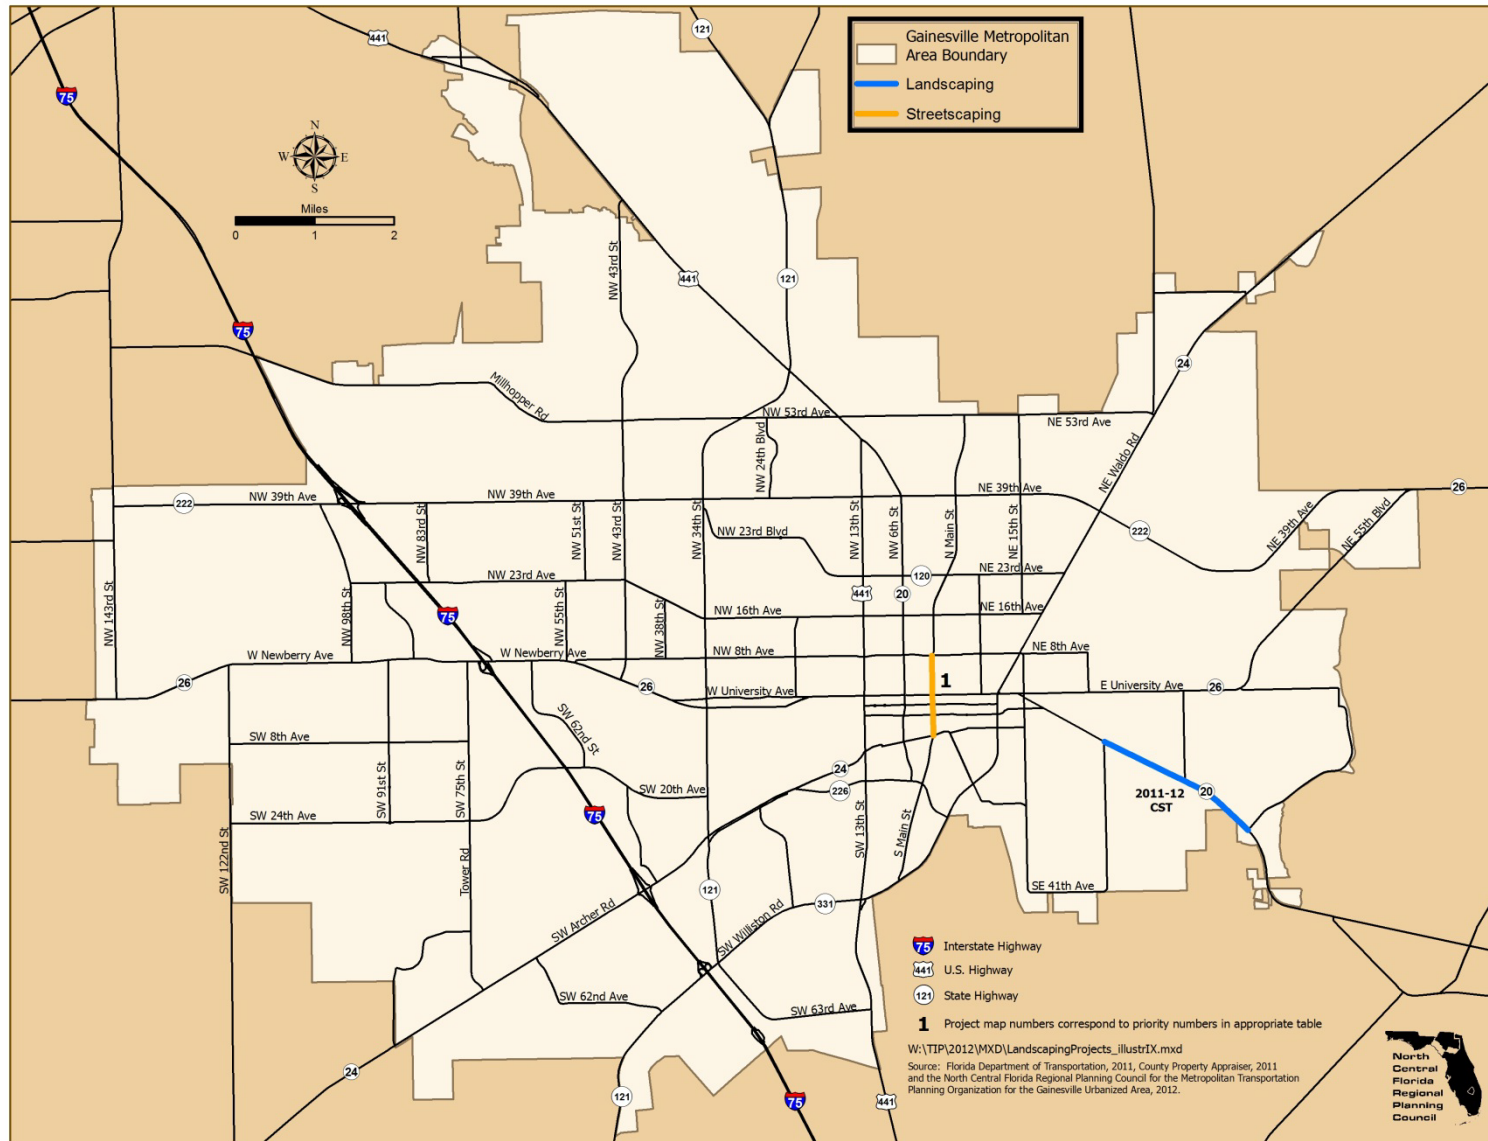 Gainesville Metropolitan
Area Boundary
Landscaping
Streetscaping
441
121
75
N
W
E
S
Miles
0
1
2
NW 43rd St
441
121
75
24
Millhopper Rd
NW 53rd Ave
NE 53rd Ave
NW 24th Blvd
NE Waldo Rd
222
NW 39th Ave
NW 39th Ave
NE 39th Ave
26
NW 83rd St
NW 51st St
NW 43rd St
NW 34th St
NW 23rd Blvd
NW 13th St
NW 6th St
N Main St
NE 15th St
222
NE 39th Ave
NE 55th Blvd
NW 23rd Ave
120
NE 23rd Ave
NW 143rd St
NW 98th St
75
NW 55th St
NW 38th St
NW 16th Ave
441
20
NE 16th Ave
W Newberry Ave
W Newberry Ave
NW 8th Ave
NE 8th Ave
26
26
W University Ave
1
E University Ave
26
SW 62nd St
SW 8th Ave
SW 91st St
SW 75th St
24
226
SW 20th Ave
2011-12
CST
20
SW 24th Ave
75
SW 122nd St
Tower Rd
SW 13th St
S Main St
121
SE 41th Ave
SW Archer Rd
SW Williston Rd
331
SW 62nd Ave
SW 63rd Ave
24
121
75
441
75 Interstate Highway
441 U.S. Highway
121 State Highway
1 Project map numbers correspond to priority numbers in appropriate table
W:\TIP\2012\MXD\LandscapingProjects_illustrIX.mxd
Source: Florida Department of Transportation, 2011, County Property Appraiser, 2011
and the North Central Florida Regional Planning Council for the Metropolitan Transportation
Planning Organization for the Gainesville Urbanized Area, 2012.
North
Central
Florida
Regional
Planning
Council